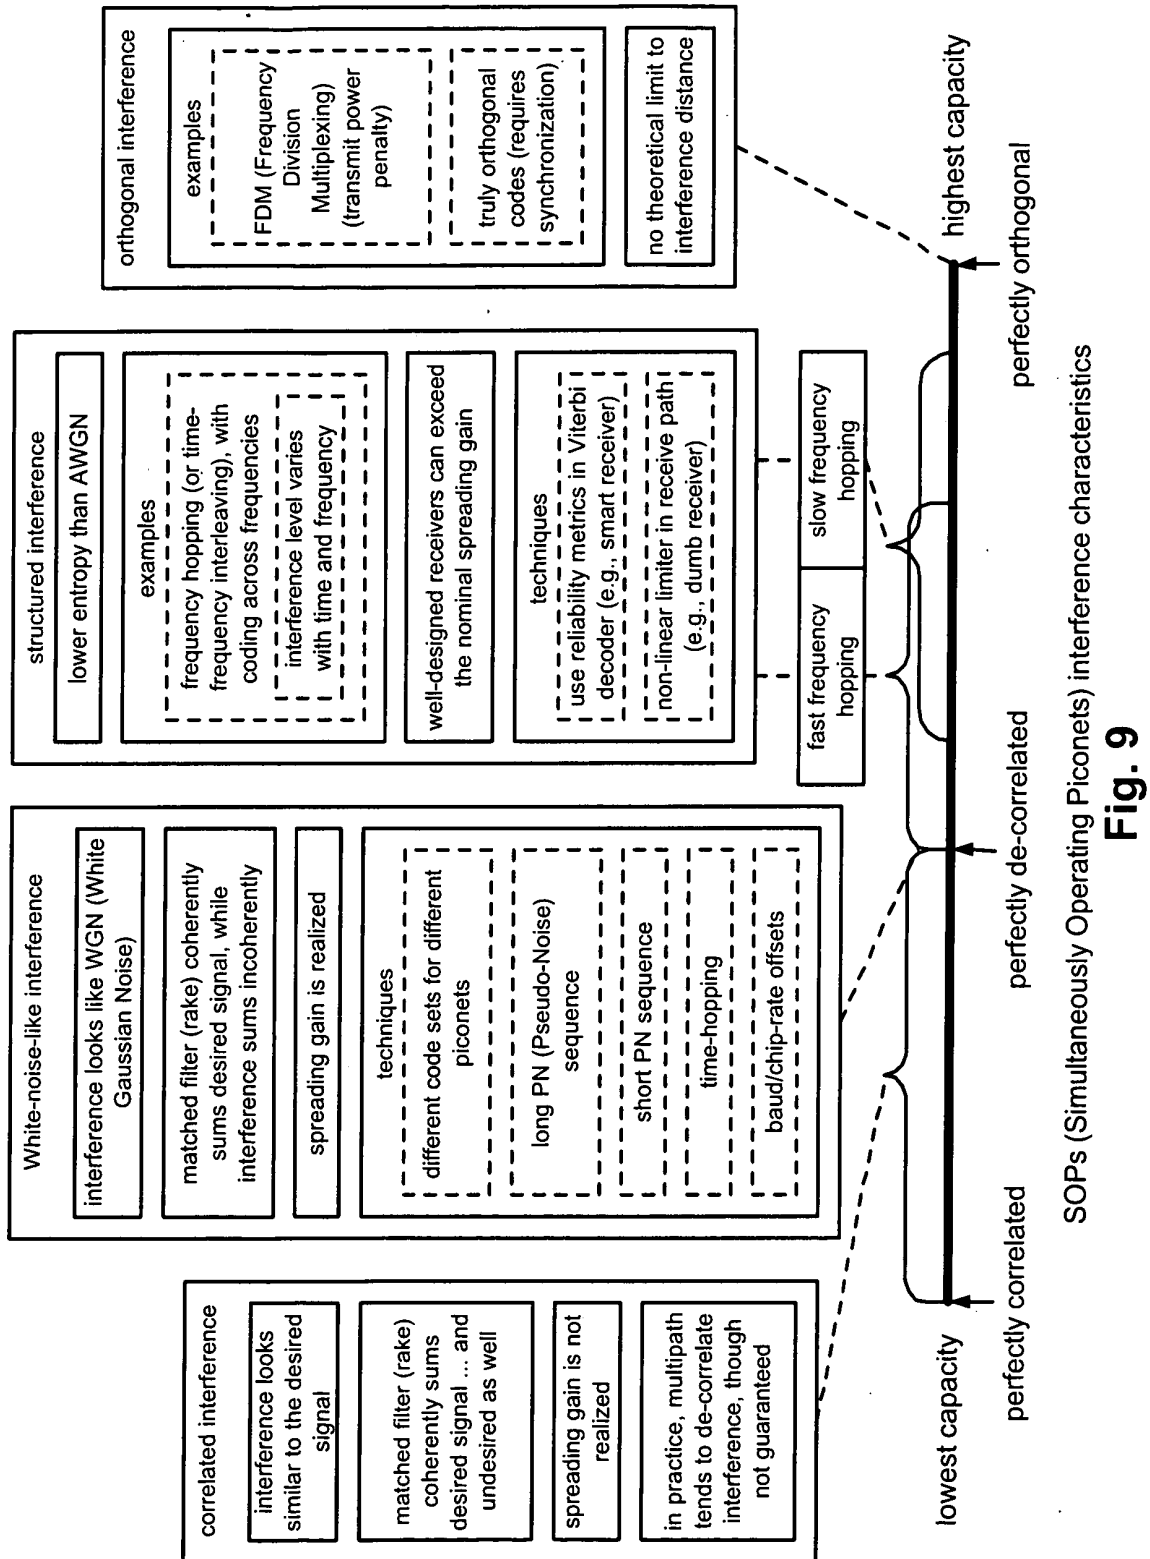 correlated interference
interference looks
similar to the desired
signal
matched filter (rake)
coherently sums
desired signal ... and
undesired as well
spreading gain is not
realized
in practice, multipath
tends to de-correlate
interference, though
not guaranteed
White-noise-like interference
interference looks like WGN (White
Gaussian Noise)
matched filter (rake) coherently
sums desired signal, while
interference sums incoherently
spreading gain is realized
techniques
different code sets for different
piconets
long PN (Pseudo-Noise)
sequence
short PN sequence
time-hopping
baud/chip-rate offsets
structured interference
lower entropy than AWGN
examples
frequency hopping (or time-
frequency interleaving), with
coding across frequencies
interference level varies
with time and frequency
well-designed receivers can exceed
the nominal spreading gain
techniques
use reliability metrics in Viterbi
decoder (e.g., smart receiver)
non-linear limiter in receive path
(e.g., dumb receiver)
fast frequency
hopping
slow frequency
hopping
orthogonal interference
examples
FDM (Frequency
Division
Multiplexing)
(transmit power
penalty)
truly orthogonal
codes (requires
synchronization)
no theoretical limit to
interference distance
lowest capacity
highest capacity
perfectly correlated
perfectly de-correlated
perfectly orthogonal
SOPs (Simultaneously Operating Piconets) interference characteristics
Fig. 9